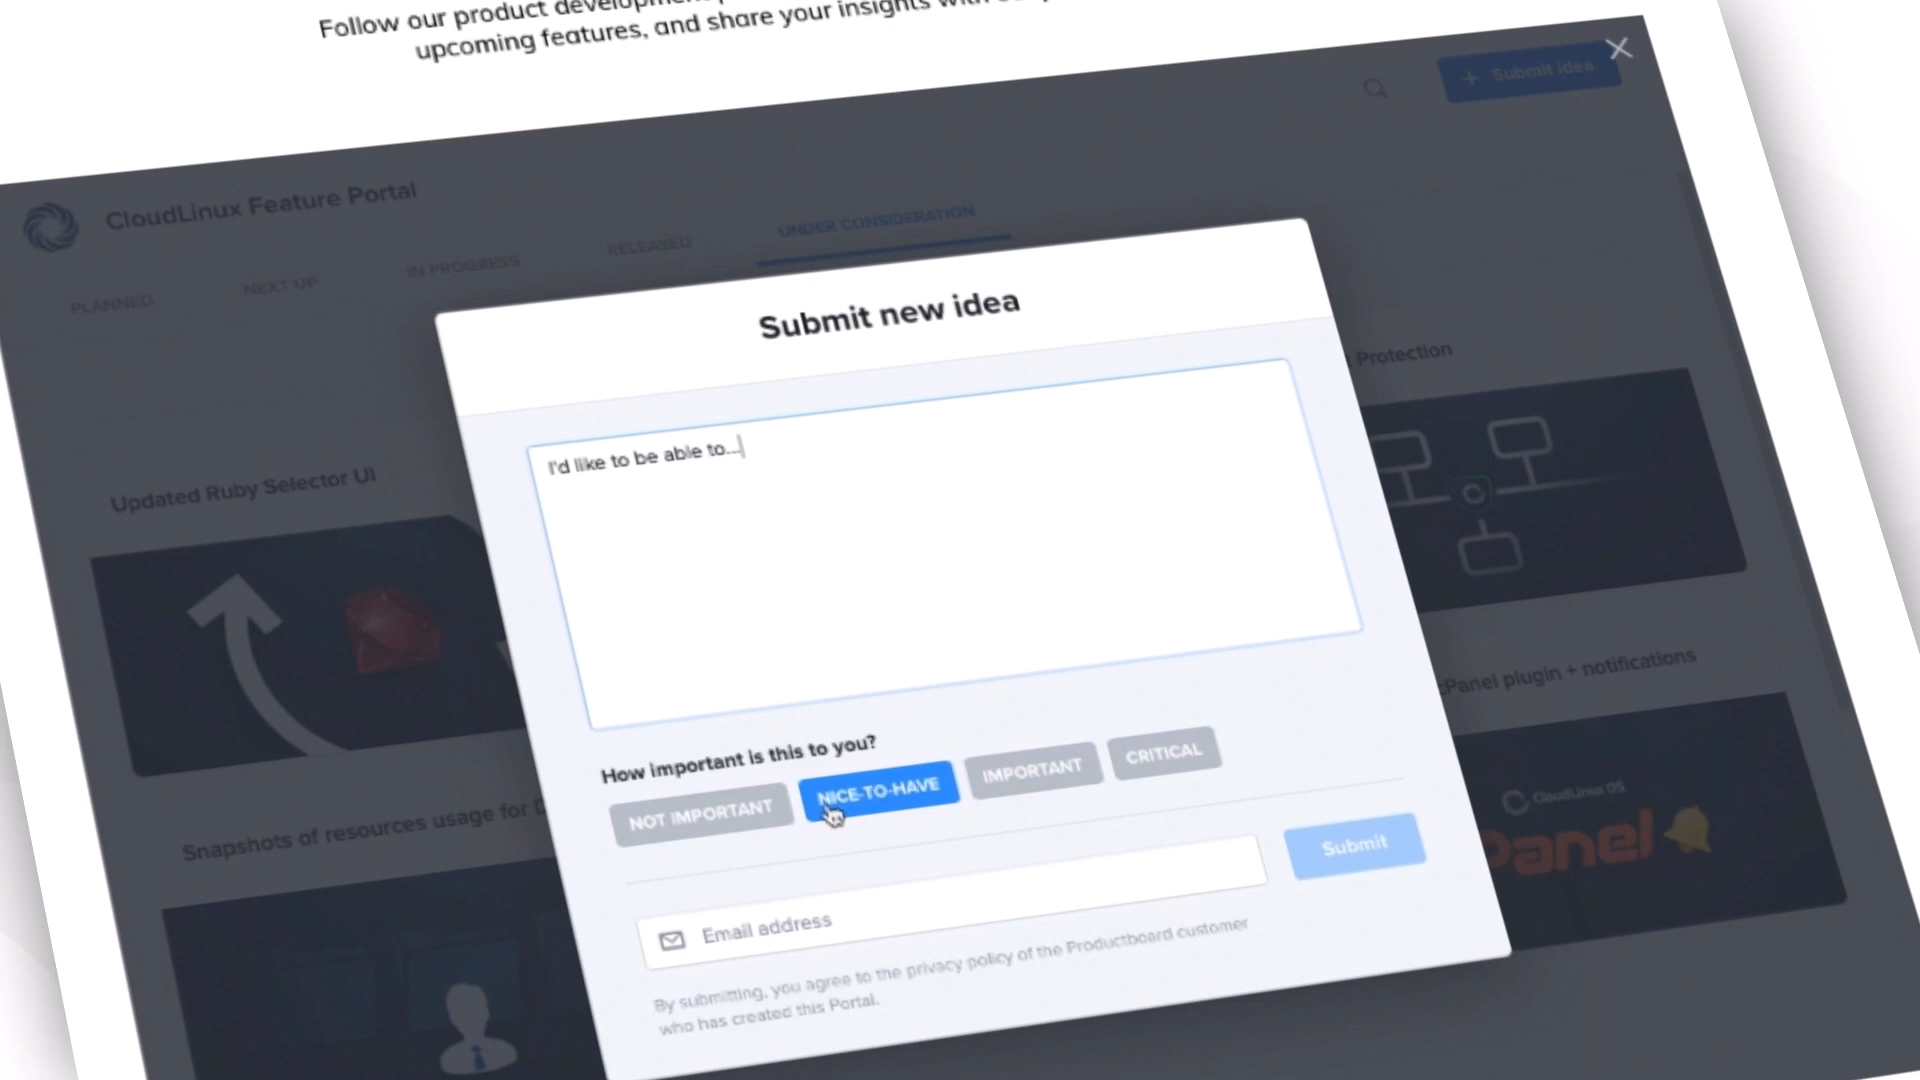 Follow our product development
upcoming features, and share your insights with
+ Submit idea
CloudLinux Feature Portal
PLANNED NEXT UP IN PROGRESS RELEASED UNDER CONSIDERATION
Submit new idea
Protection
I'd like to be able to...
Updated Ruby Selector UI
cPanel plugin + notifications
How important is this to you?
NOT IMPORTANT NICE-TO-HAVE IMPORTANT CRITICAL
Snapshots of resources usage for
CloudLinux OS
Panel
Submit
Email address
By submitting, you agree to the privacy policy of the Productboard customer
who has created this Portal.